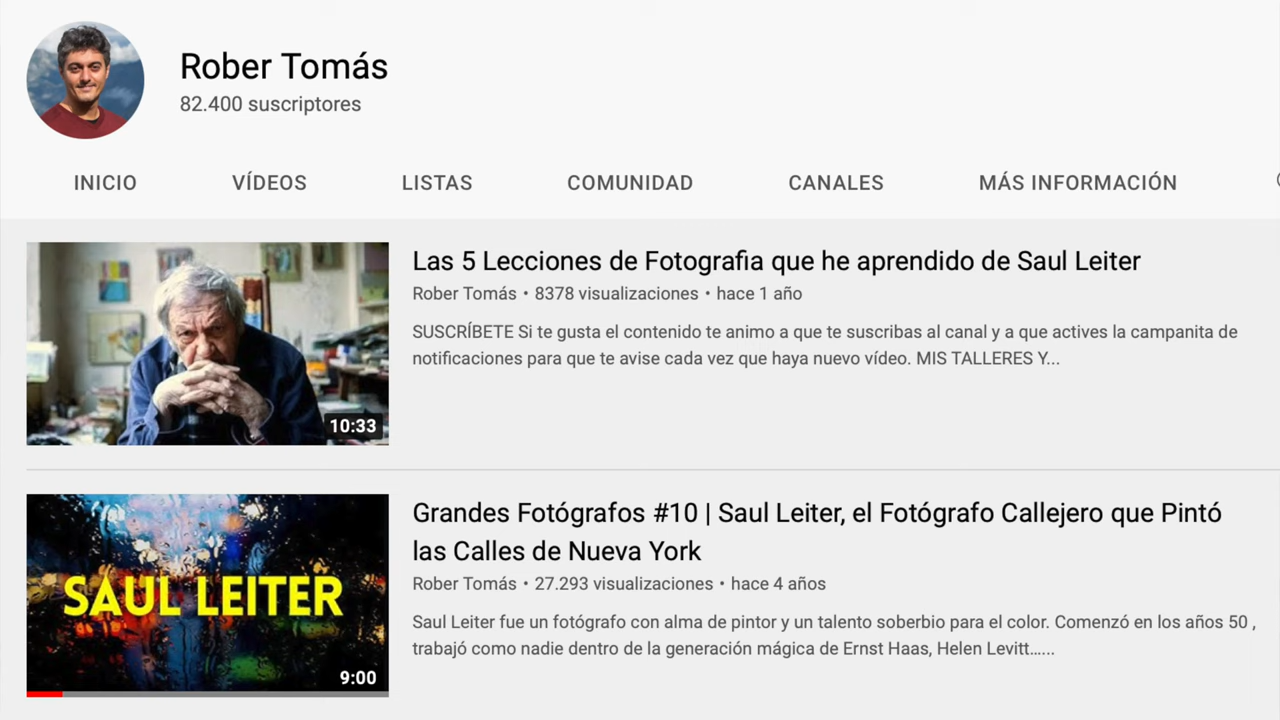 Rober Tomás
82.400 suscriptores
INICIO VÍDEOS LISTAS COMUNIDAD CANALES MÁS INFORMACIÓN
Las 5 Lecciones de Fotografia que he aprendido de Saul Leiter
Rober Tomás • 8378 visualizaciones • hace 1 año
SUSCRÍBETE Si te gusta el contenido te animo a que te suscribas al canal y a que actives la campanita de
notificaciones para que te avise cada vez que haya nuevo vídeo. MIS TALLERES Y...
10:33
Grandes Fotógrafos #10 | Saul Leiter, el Fotógrafo Callejero que Pintó
las Calles de Nueva York
Rober Tomás • 27.293 visualizaciones • hace 4 años
Saul Leiter fue un fotógrafo con alma de pintor y un talento soberbio para el color. Comenzó en los años 50 ,
trabajó como nadie dentro de la generación mágica de Ernst Haas, Helen Levitt......
SAUL LEITER
9:00